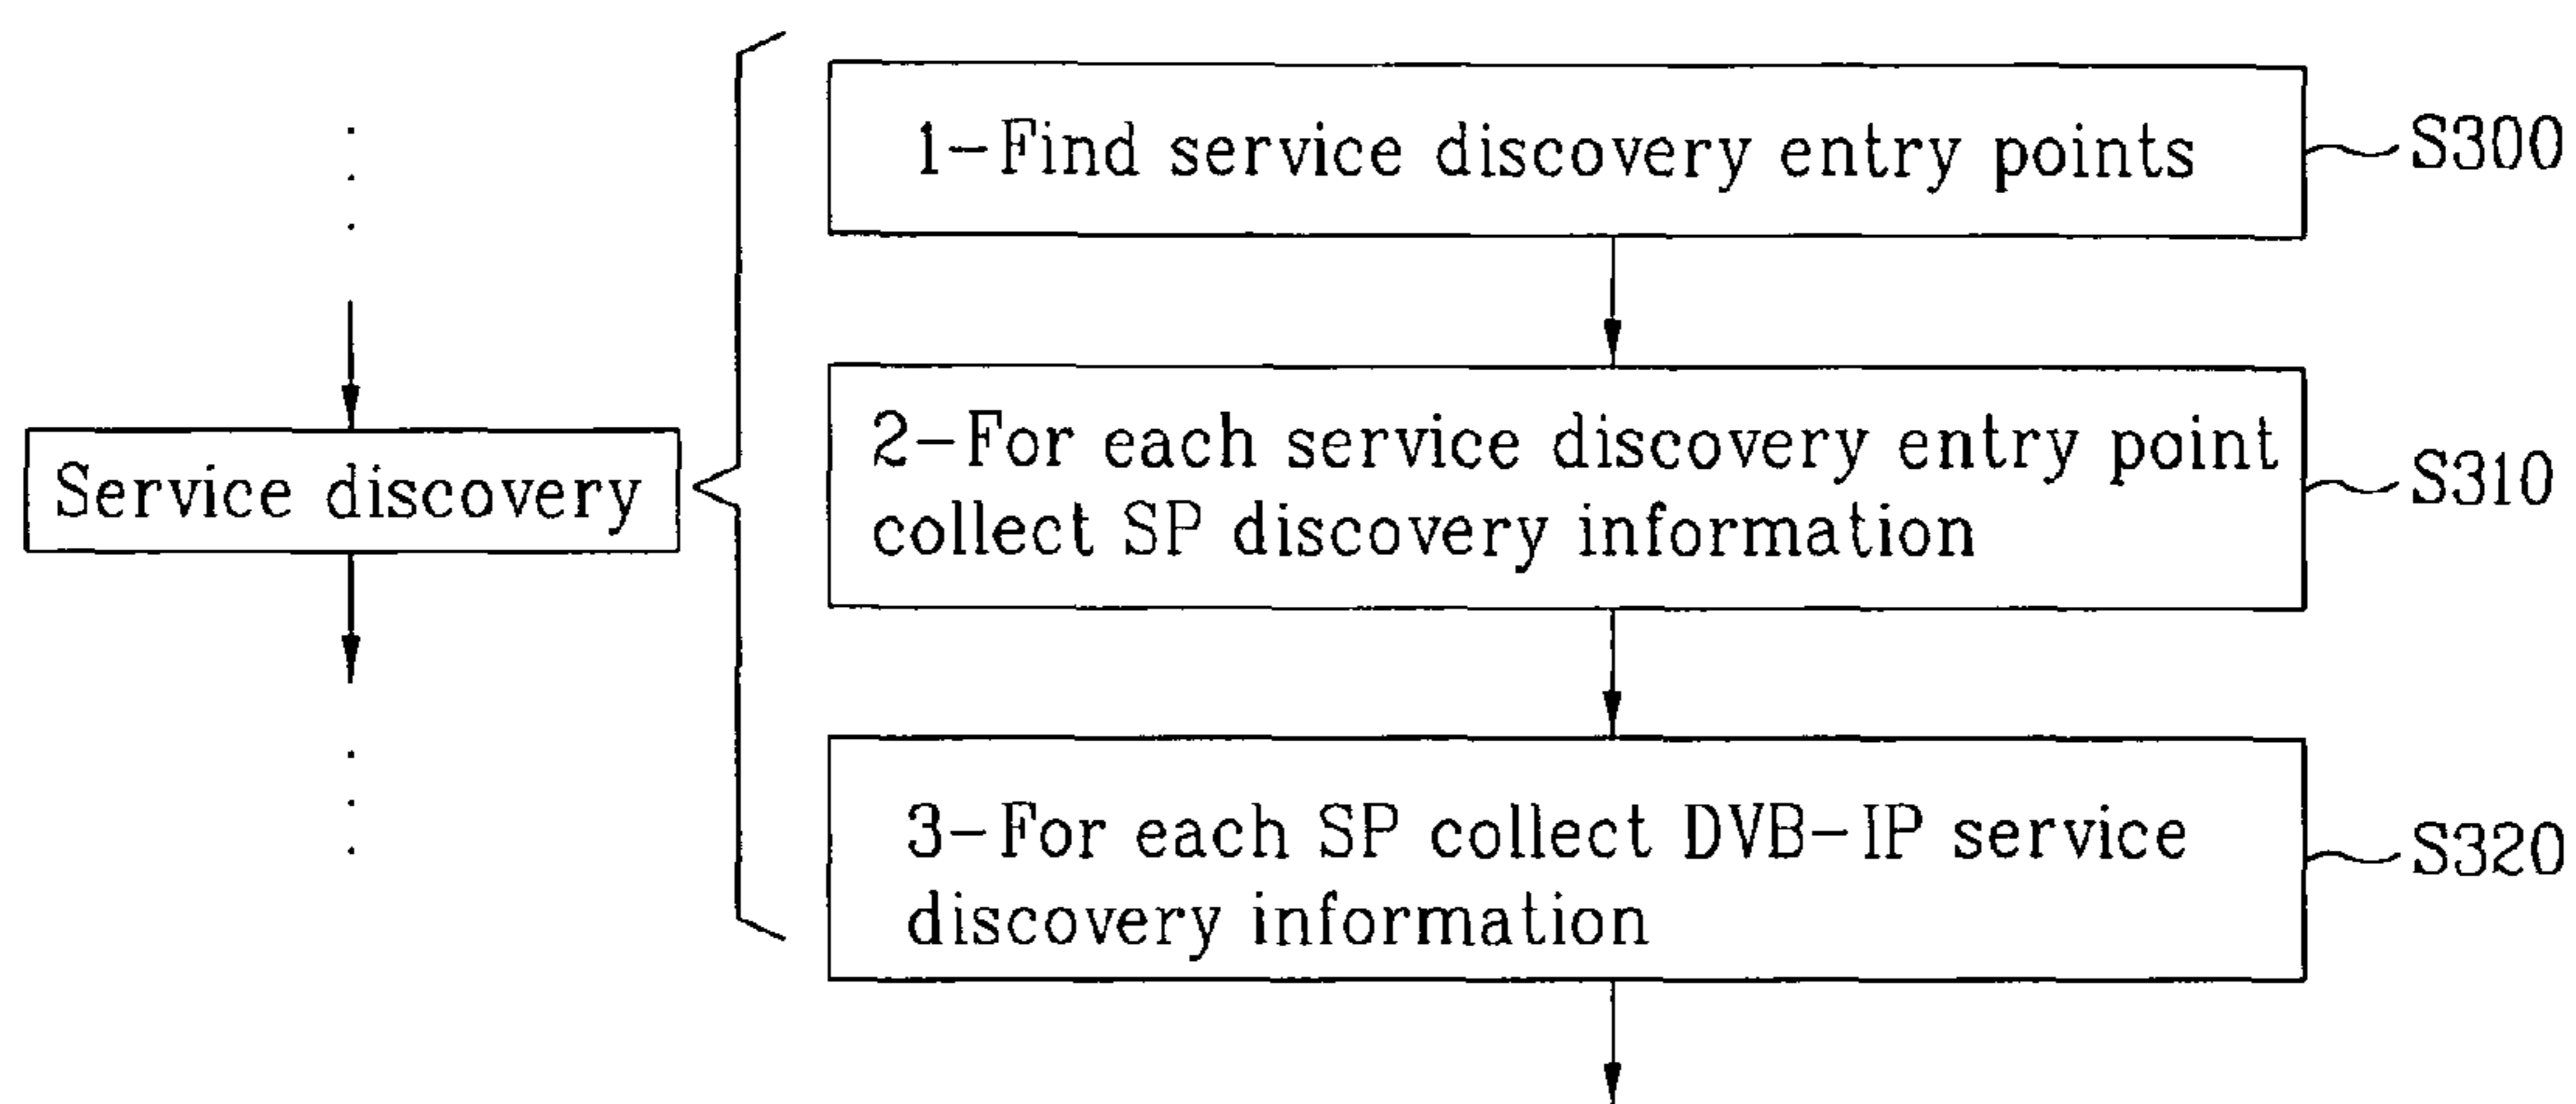 Service discovery
1-Find service discovery entry points
S300
2-For each service discovery entry point
collect SP discovery information
S310
3-For each SP collect DVB-IP service
discovery information
S320